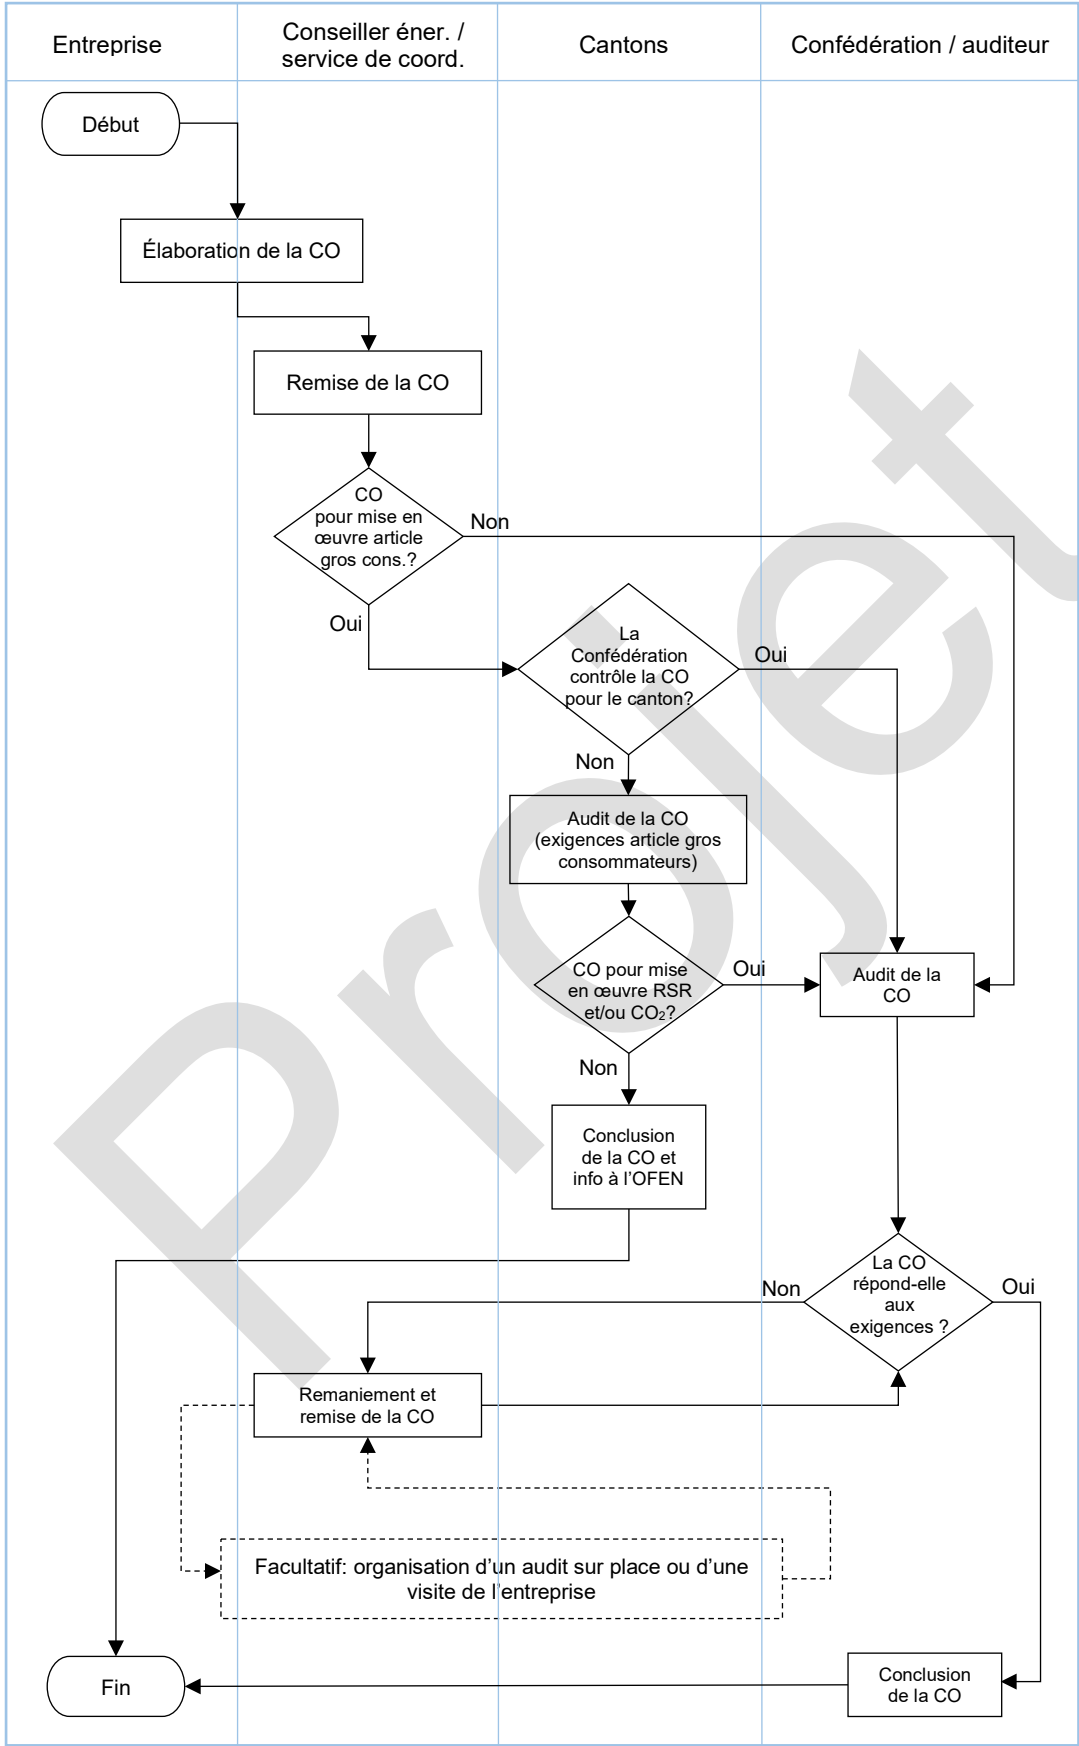 Entreprise
Conseiller éner. /
service de coord.
Cantons
Confédération / auditeur
Début
Élaboration de la CO
Remise de la CO
CO
pour mise en
œuvre article
gros cons.?
Non
Oui
La
Confédération
contrôle la CO
pour le canton?
Oui
Non
Audit de la CO
(exigences article gros
consommateurs)
CO pour mise
en œuvre RSR
et/ou CO₂?
Oui
Audit de la
CO
Non
Conclusion
de la CO et
info à l'OFEN
La CO
répond-elle
aux
exigences ?
Non
Oui
Remaniement et
remise de la CO
Facultatif: organisation d'un audit sur place ou d'une
visite de l'entreprise
Fin
Conclusion
de la CO
Projet